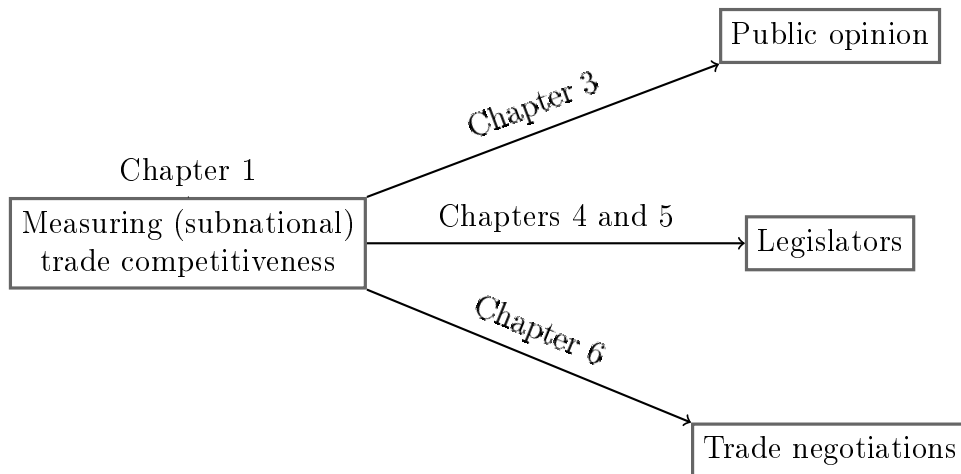 Public opinion
Chapter 3
Chapter 1
Measuring (subnational)
trade competitiveness
Chapters 4 and 5
Legislators
Chapter 6
Trade negotiations